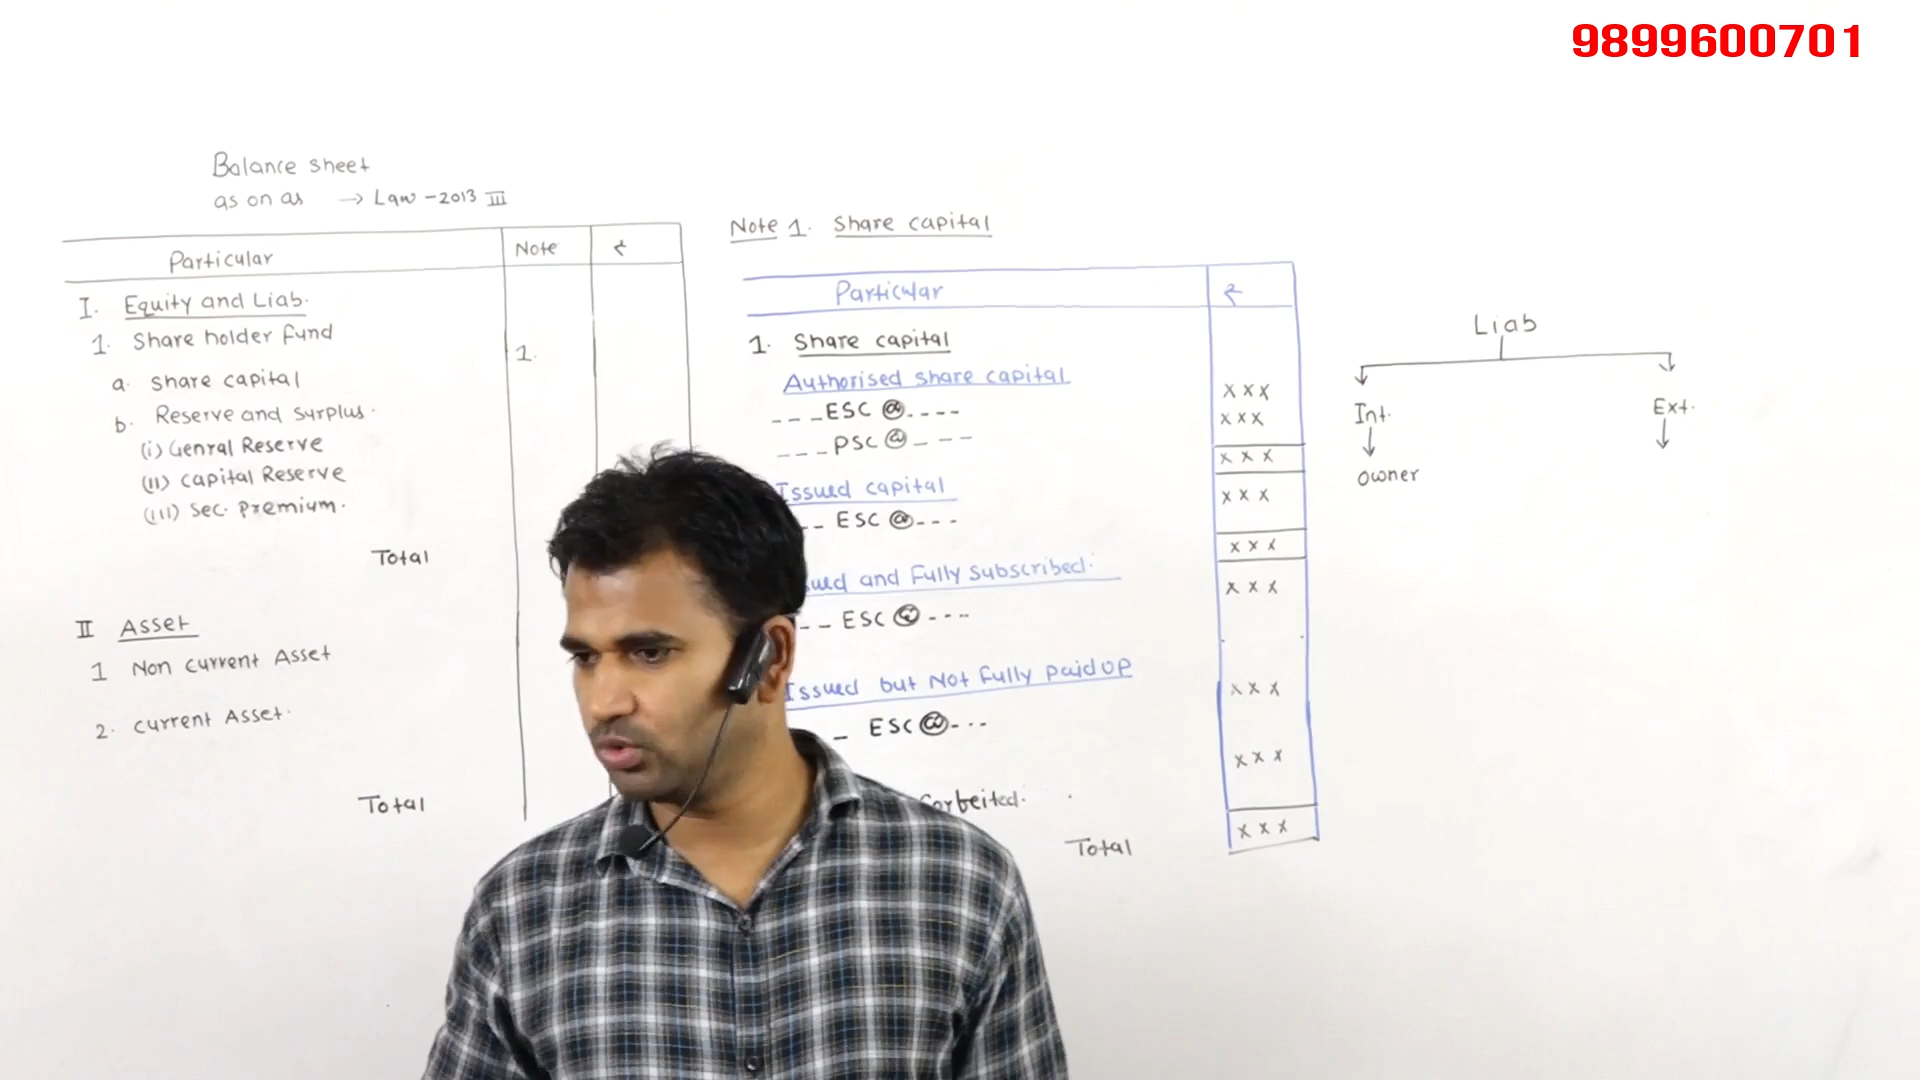 9899600701
Balance sheet
as on as → Law - 2013 III
Particular Note ₹
I. Equity and Liab.
1. Share holder fund
a. Share capital 1.
b. Reserve and surplus.
(i) Genral Reserve
(II) Capital Reserve
(III) Sec. Premium.
Total
II Asset
1 Non current Asset
2. Current Asset.
Total
Note 1. Share capital
Particular ₹
1. Share capital
Authorised share capital
---ESC @---- xxx
---PSC @--- xxx
xxx
Issued capital xxx
-- ESC @---
xxx
and Fully Subscribed. xxx
-- ESC @---
Issued but Not Fully paid up xxx
_ ESC @---
xxx
Forbeited.
Total xxx
Liab
Int. Ext.
owner